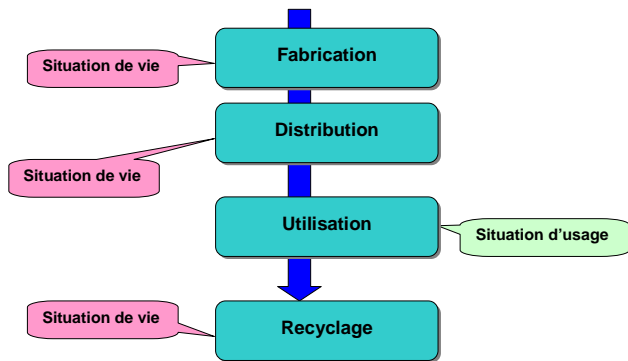 Fabrication
Situation de vie
Distribution
Situation de vie
Utilisation
Situation d'usage
Situation de vie
Recyclage